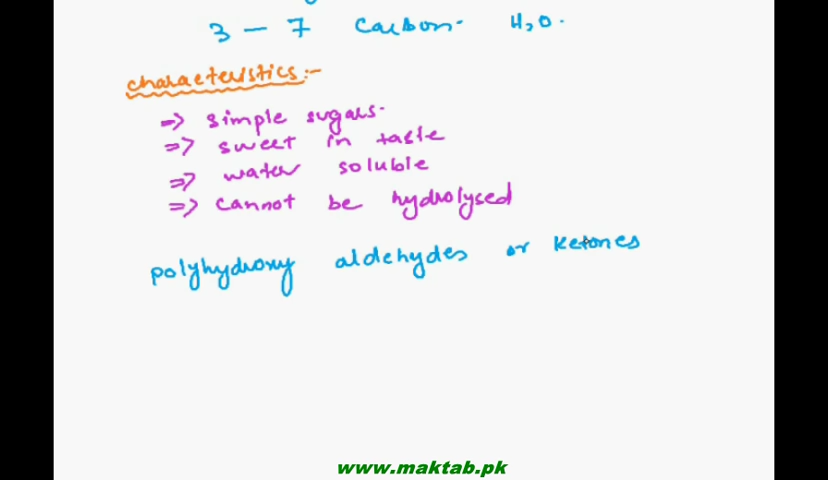 3 - 7 Carbon. H2O.
characteristics:-
=> simple sugars.
=> sweet in taste
=> water soluble
=> cannot be hydrolysed
polyhydroxy aldehydes or ketones
www.maktab.pk